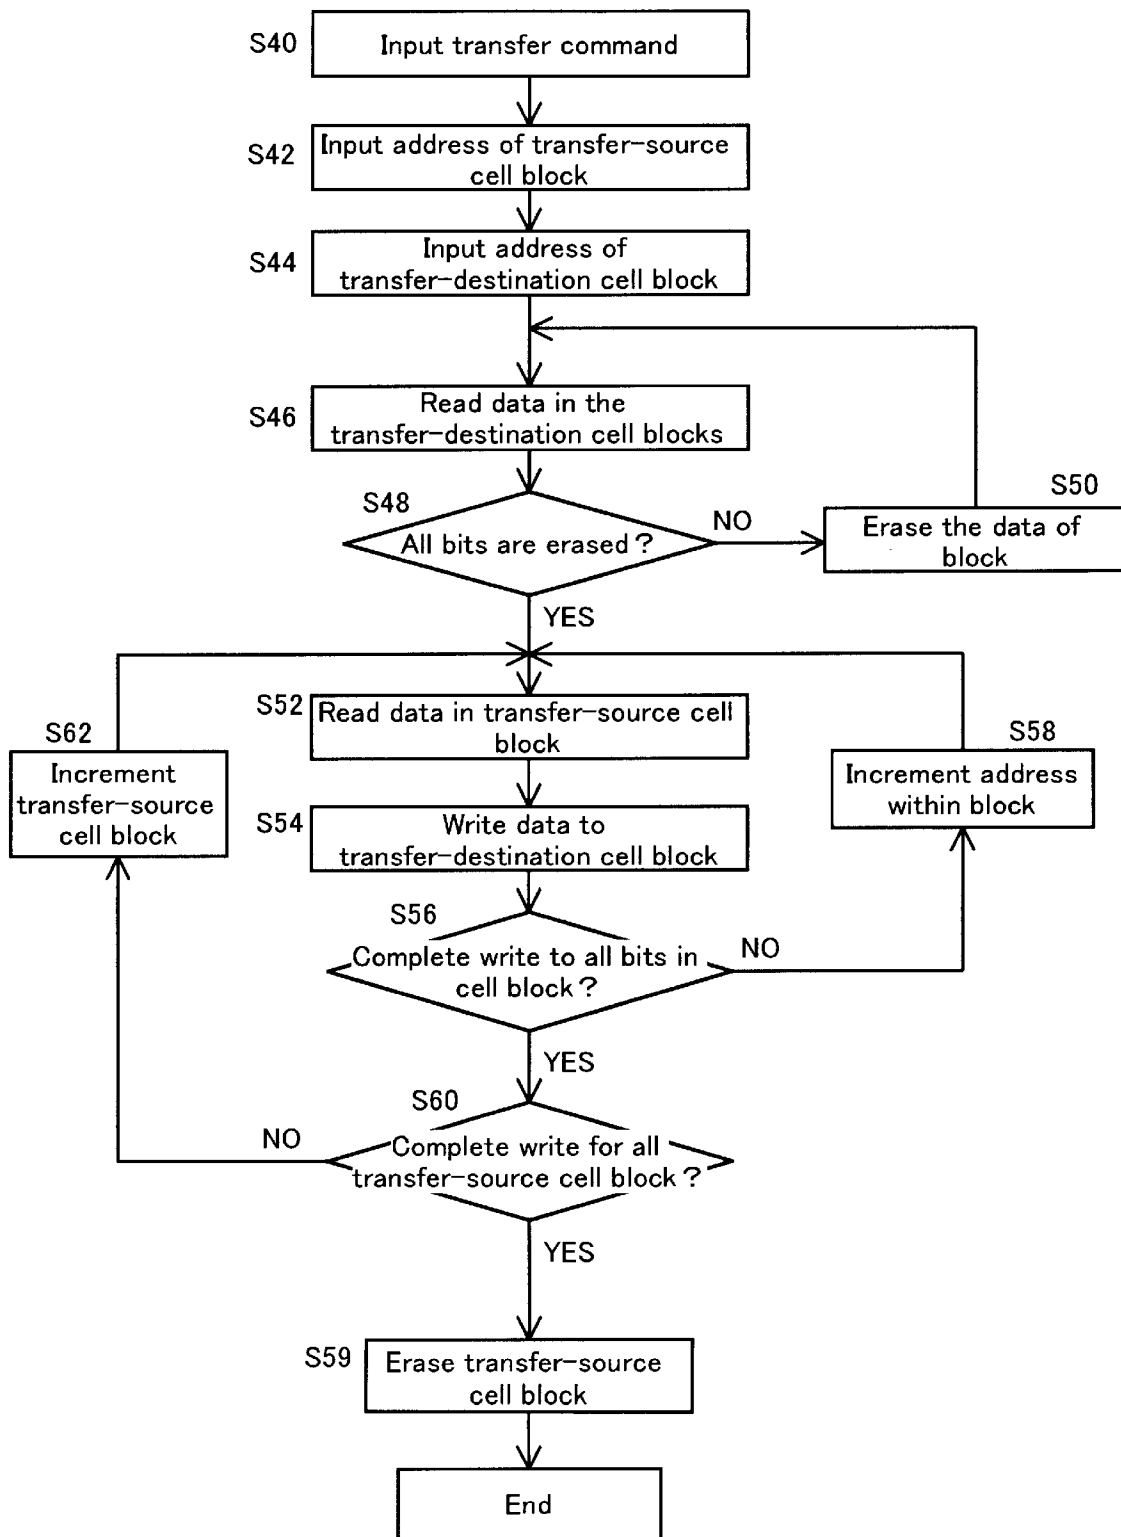 S40
Input transfer command
S42
Input address of transfer-source
cell block
S44
Input address of
transfer-destination cell block
S46
Read data in the
transfer-destination cell blocks
S48
All bits are erased?
NO
S50
Erase the data of
block
YES
S52
Read data in transfer-source cell
block
S62
Increment
transfer-source
cell block
S58
Increment address
within block
S54
Write data to
transfer-destination cell block
S56
Complete write to all bits in
cell block?
NO
YES
S60
Complete write for all
transfer-source cell block?
NO
YES
S59
Erase transfer-source
cell block
End